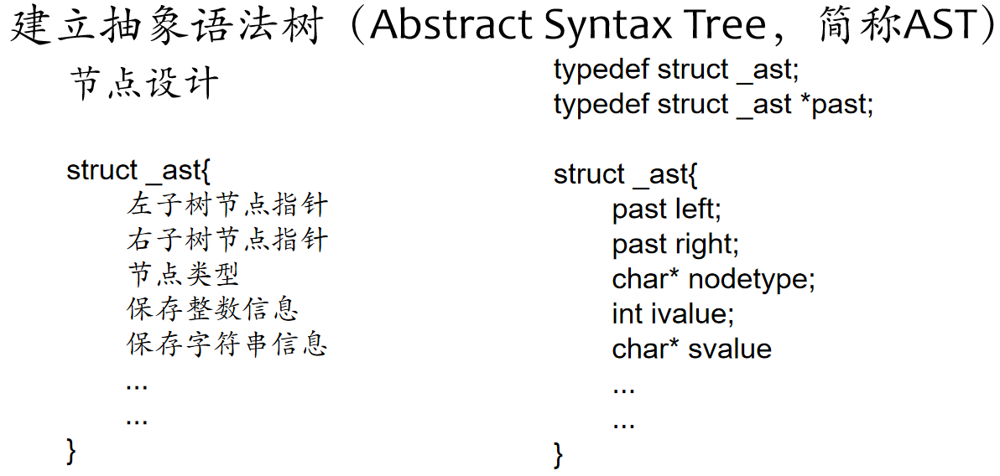 建立抽象语法树（Abstract Syntax Tree，简称AST）
节点设计
struct _ast{
左子树节点指针
右子树节点指针
节点类型
保存整数信息
保存字符串信息
...
...
}
typedef struct _ast;
typedef struct _ast *past;
struct _ast{
past left;
past right;
char* nodetype;
int ivalue;
char* svalue
...
...
}